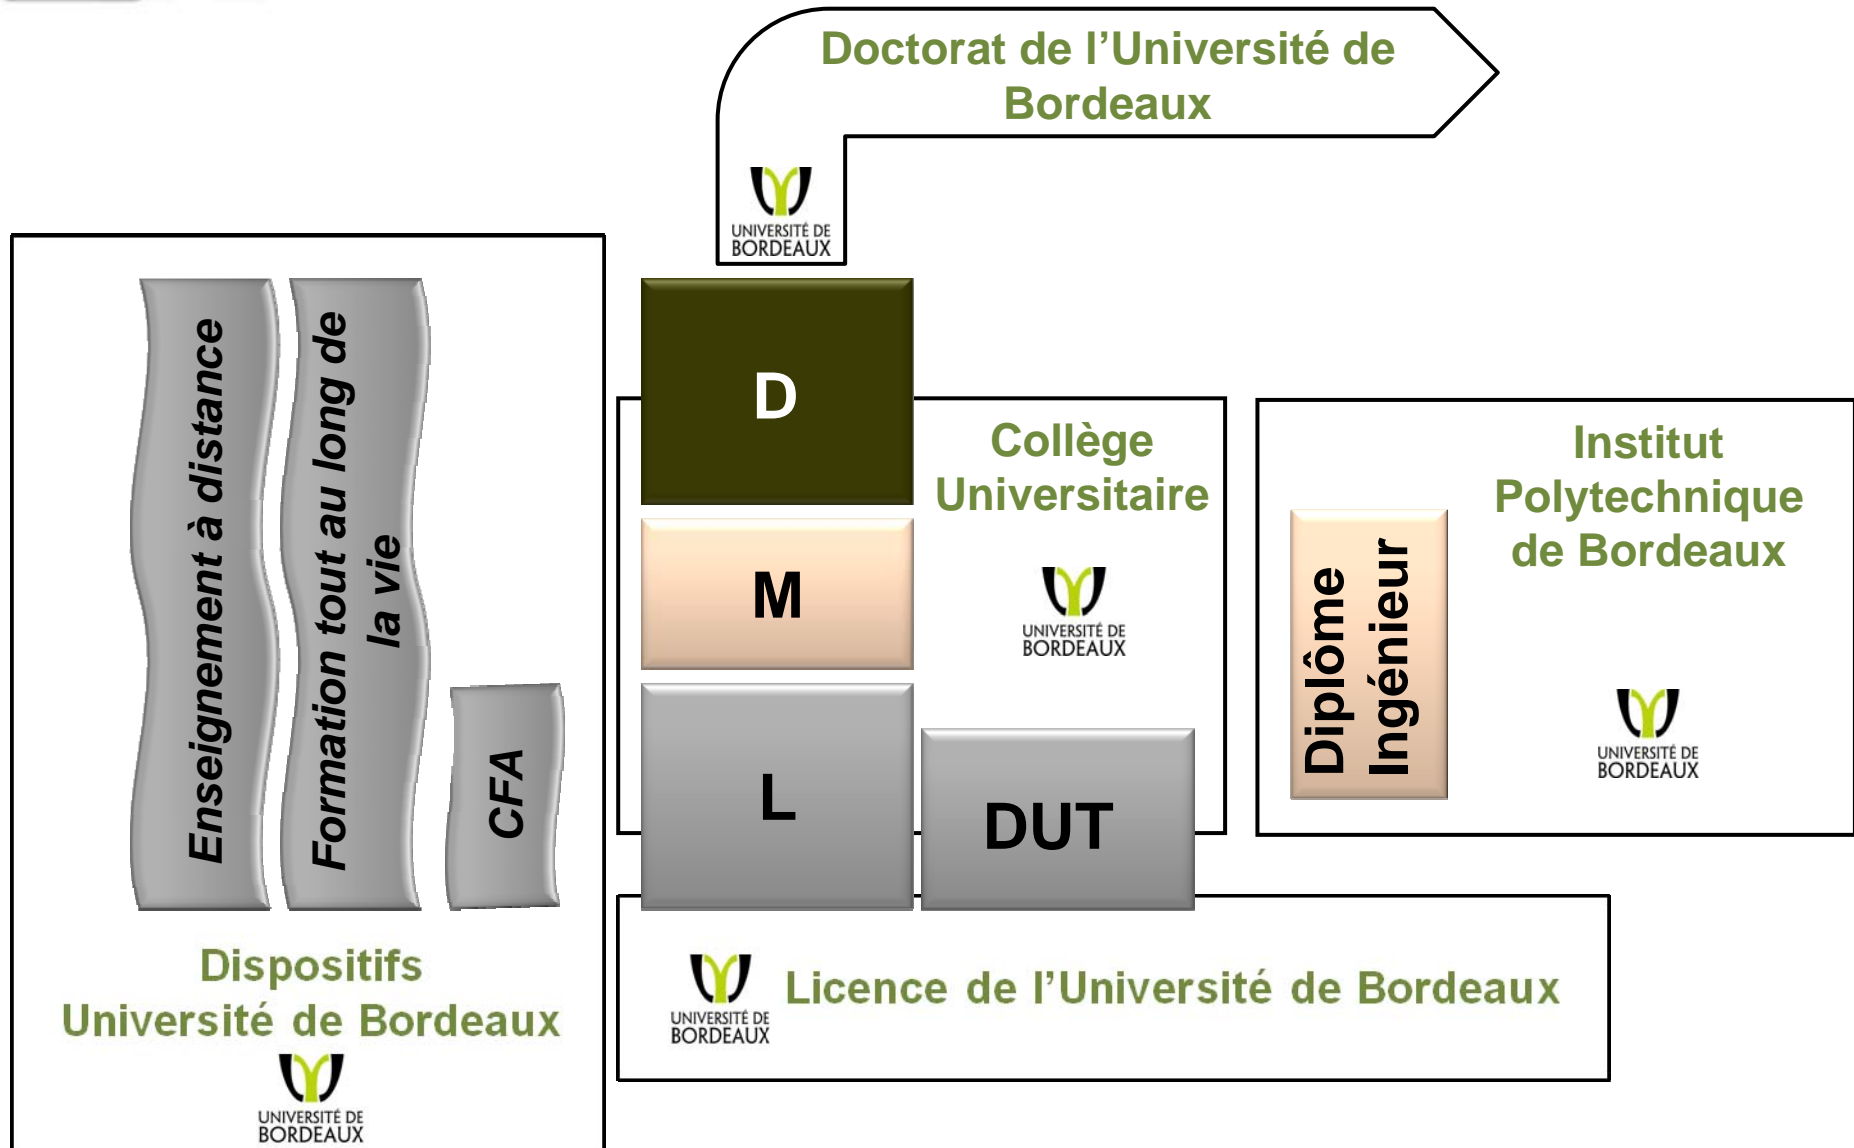 Doctorat de l’Université de
Bordeaux
UNIVERSITÉ DE
BORDEAUX
Enseignement à distance
Formation tout au long de
la vie
CFA
Dispositifs
Université de Bordeaux
UNIVERSITÉ DE
BORDEAUX
D
M
L
DUT
Collège
Universitaire
UNIVERSITÉ DE
BORDEAUX
Diplôme
Ingénieur
Institut
Polytechnique
de Bordeaux
UNIVERSITÉ DE
BORDEAUX
UNIVERSITÉ DE
BORDEAUX
Licence de l’Université de Bordeaux